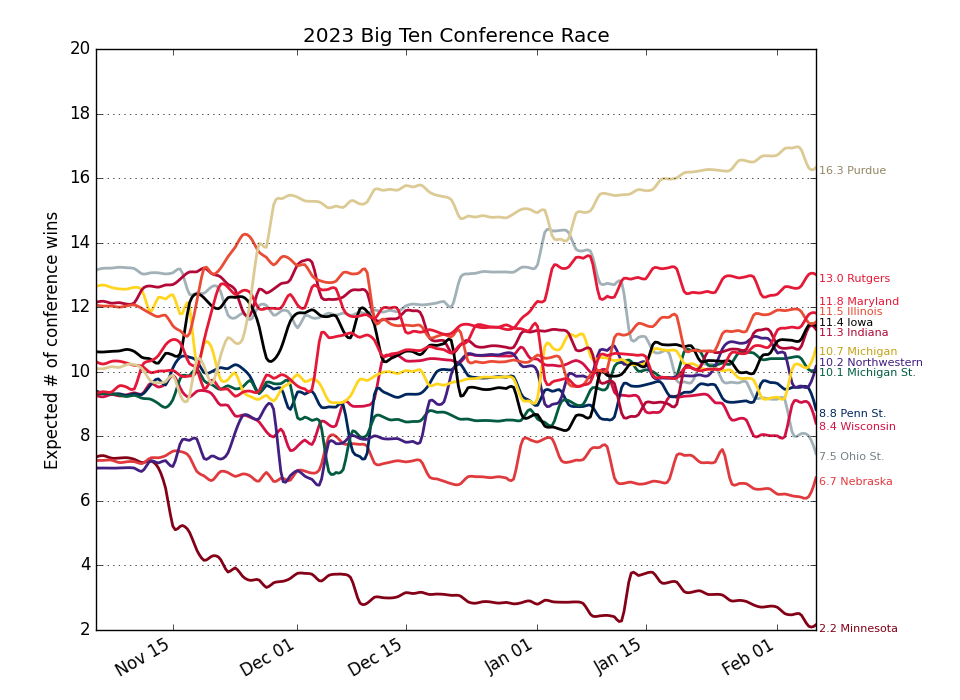 2023 Big Ten Conference Race
Expected # of conference wins
20
18
16
14
12
10
8
6
4
2
16.3 Purdue
13.0 Rutgers
11.8 Maryland
11.5 Illinois
11.4 Iowa
11.3 Indiana
10.7 Michigan
10.2 Northwestern
10.1 Michigan St.
8.8 Penn St.
8.4 Wisconsin
7.5 Ohio St.
6.7 Nebraska
2.2 Minnesota
Nov 15
Dec 01
Dec 15
Jan 01
Jan 15
Feb 01